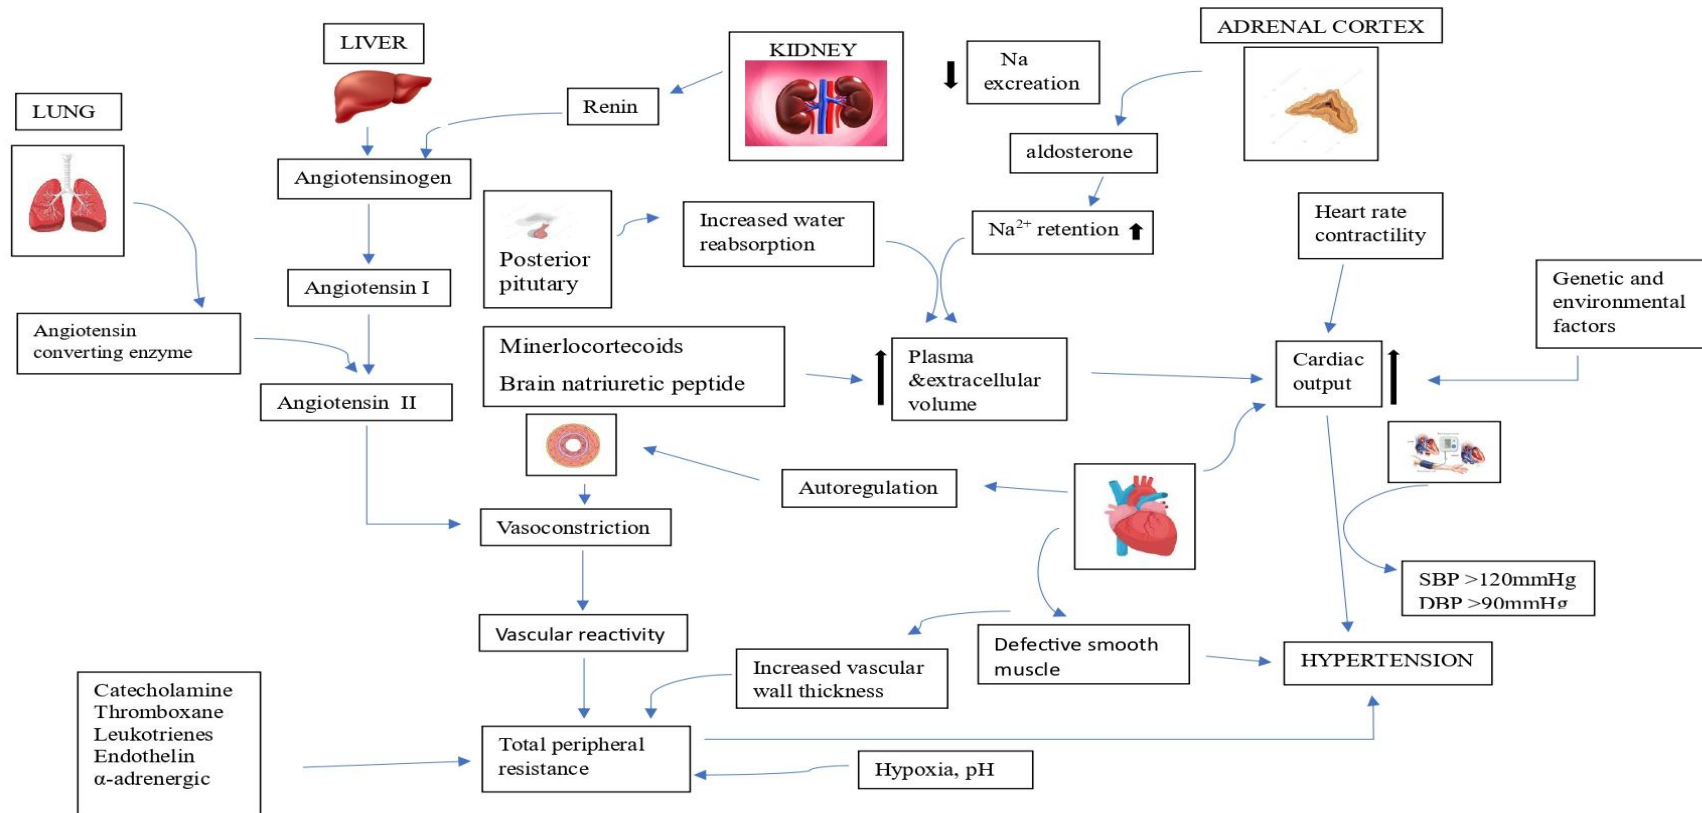 LIVER
KIDNEY
Na
excreation
ADRENAL CORTEX
LUNG
Renin
aldosterone
Angiotensinogen
Increased water
reabsorption
Na²⁺ retention
Heart rate
contractility
Posterior
pitutary
Angiotensin I
Genetic and
environmental
factors
Angiotensin
converting enzyme
Minerlocortecoids
Brain natriuretic peptide
Plasma
&extracellular
volume
Cardiac
output
Angiotensin II
Autoregulation
Vasoconstriction
SBP >120mmHg
DBP >90mmHg
Vascular reactivity
Defective smooth
muscle
HYPERTENSION
Increased vascular
wall thickness
Catecholamine
Thromboxane
Leukotrienes
Endothelin
α-adrenergic
Total peripheral
resistance
Hypoxia, pH